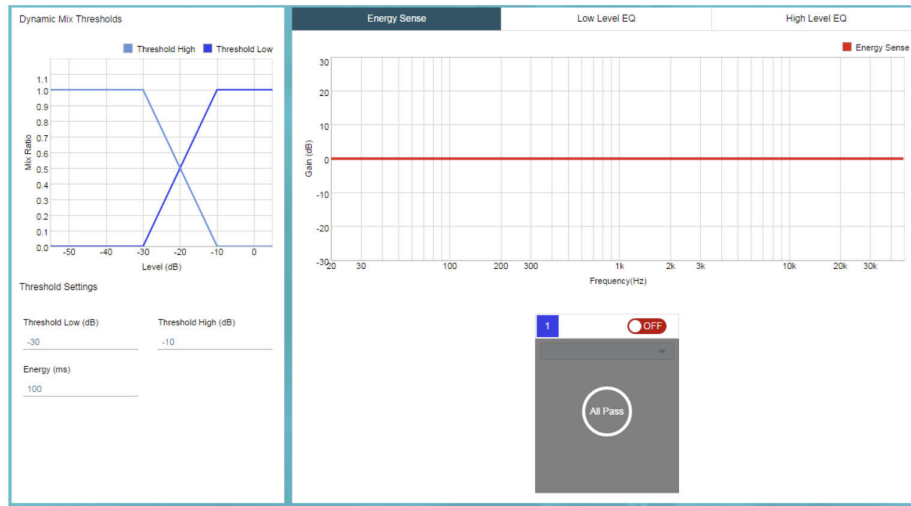 Dynamic Mix Thresholds
Threshold High Threshold Low
1.1
1.0
0.9
0.8
0.7
0.6
0.5
0.4
0.3
0.2
0.1
0.0
Mix Ratio
-50 -40 -30 -20 -10 0
Level (dB)
Threshold Settings
Threshold Low (dB) Threshold High (dB)
-30 -10
Energy (ms)
100
Energy Sense Low Level EQ High Level EQ
Energy Sense
30
20
10
0
-10
-20
-30
Gain (dB)
20 30 100 200 300 1k 2k 3k 10k 20k 30k
Frequency(Hz)
1 OFF
All Pass